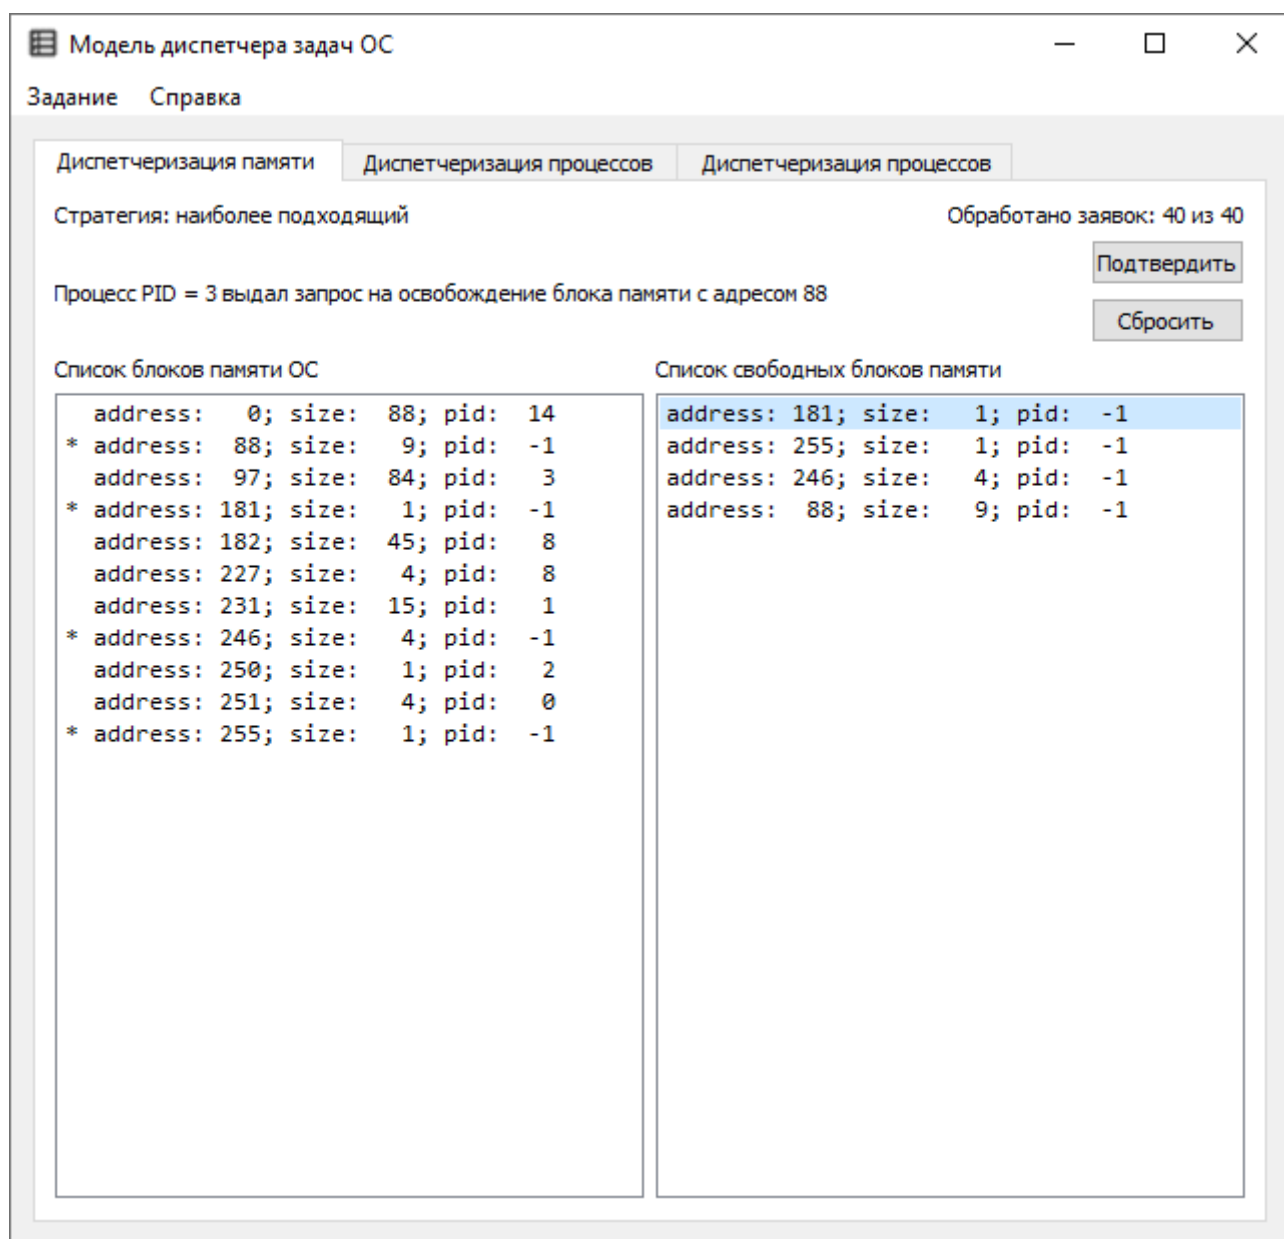 Модель диспетчера задач ОС
Задание Справка
Диспетчеризация памяти Диспетчеризация процессов Диспетчеризация процессов
Стратегия: наиболее подходящий Обработано заявок: 40 из 40
Подтвердить
Процесс PID = 3 выдал запрос на освобождение блока памяти с адресом 88
Сбросить
Список блоков памяти ОС
address: 0; size: 88; pid: 14
* address: 88; size: 9; pid: -1
address: 97; size: 84; pid: 3
* address: 181; size: 1; pid: -1
address: 182; size: 45; pid: 8
address: 227; size: 4; pid: 8
address: 231; size: 15; pid: 1
* address: 246; size: 4; pid: -1
address: 250; size: 1; pid: 2
address: 251; size: 4; pid: 0
* address: 255; size: 1; pid: -1
Список свободных блоков памяти
address: 181; size: 1; pid: -1
address: 255; size: 1; pid: -1
address: 246; size: 4; pid: -1
address: 88; size: 9; pid: -1